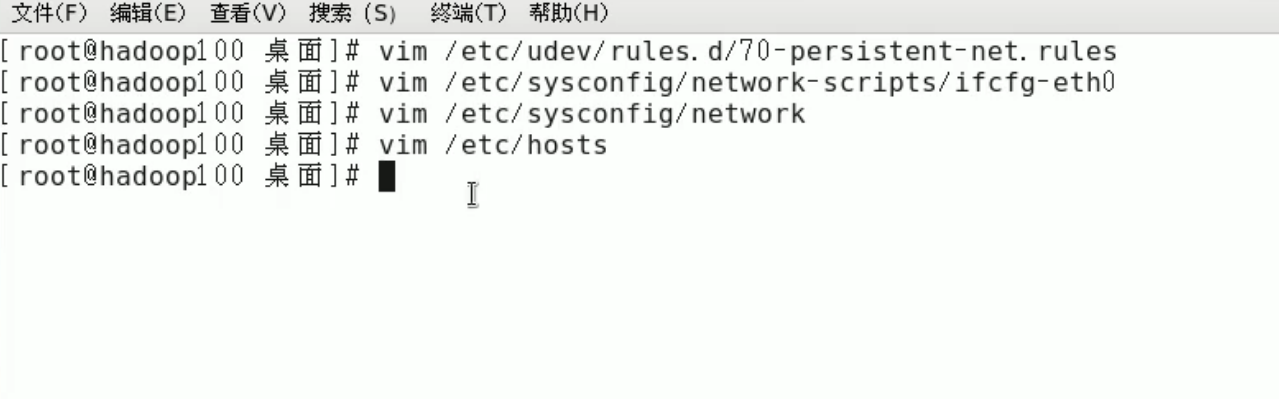 文件(F) 编辑(E) 查看(V) 搜索 (S) 终端(T) 帮助(H)
[root@hadoop100 桌面]# vim /etc/udev/rules.d/70-persistent-net.rules
[root@hadoop100 桌面]# vim /etc/sysconfig/network-scripts/ifcfg-eth0
[root@hadoop100 桌面]# vim /etc/sysconfig/network
[root@hadoop100 桌面]# vim /etc/hosts
[root@hadoop100 桌面]#